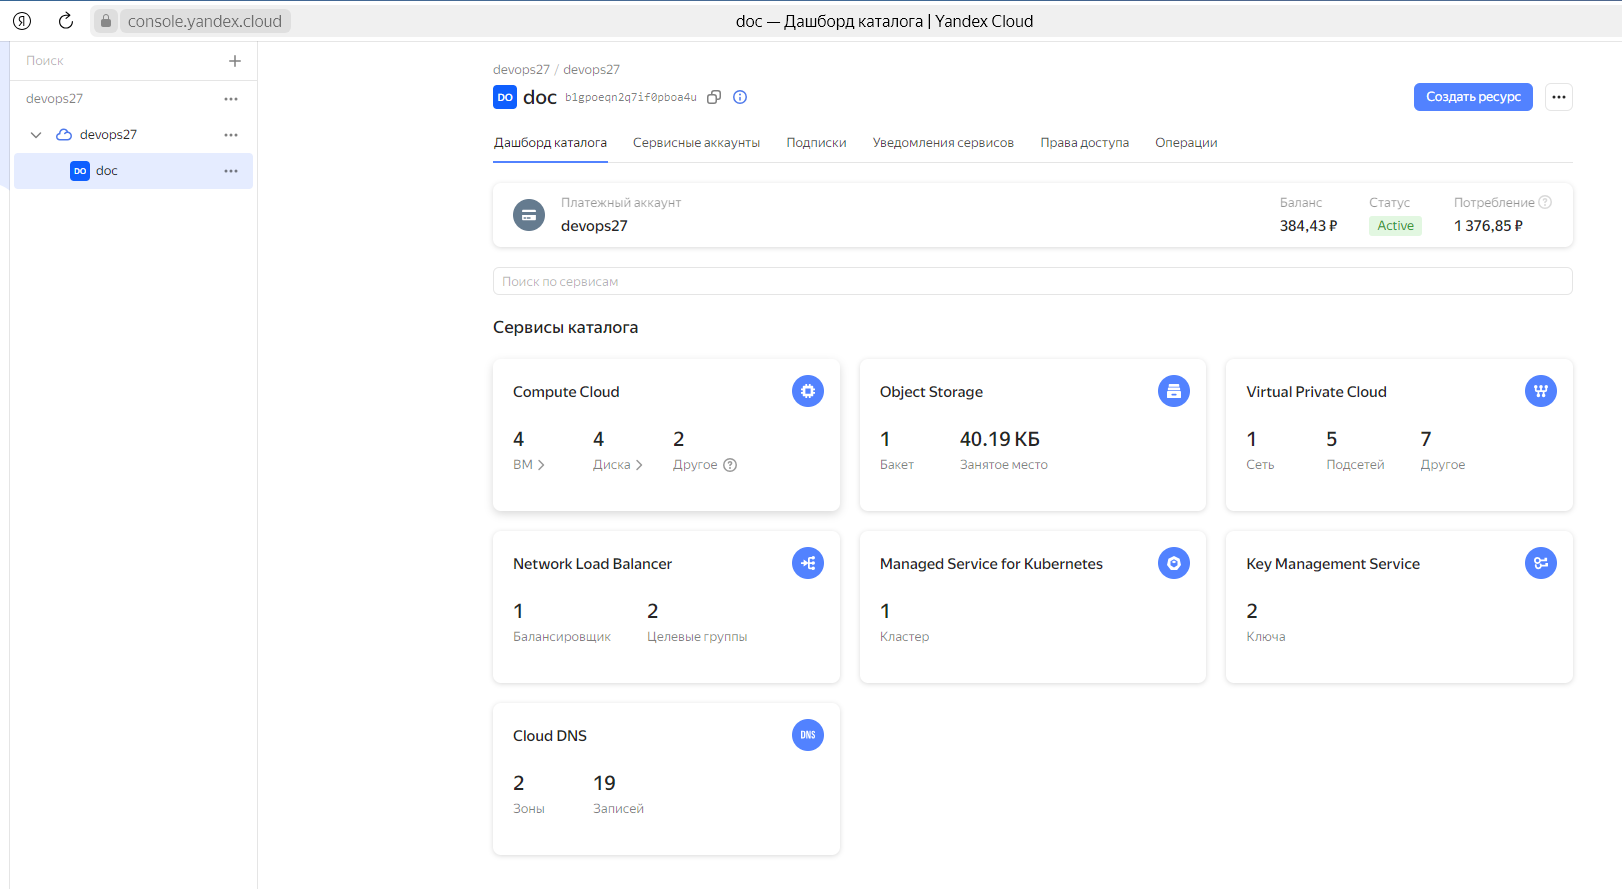 console.yandex.cloud
doc — Дашборд каталога | Yandex Cloud
Поиск
devops27
devops27
DO doc
devops27 / devops27
DO doc b1gpoeqn2q7if0pboa4u
Создать ресурс
Дашборд каталога Сервисные аккаунты Подписки Уведомления сервисов Права доступа Операции
Платежный аккаунт
devops27
Баланс
384,43 ₽
Статус
Active
Потребление
1 376,85 ₽
Поиск по сервисам
Сервисы каталога
Compute Cloud
4 4 2
ВМ Диска Другое
Object Storage
1 40.19 КБ
Бакет Занятое место
Virtual Private Cloud
1 5 7
Сеть Подсетей Другое
Network Load Balancer
1 2
Балансировщик Целевые группы
Managed Service for Kubernetes
1
Кластер
Key Management Service
2
Ключа
Cloud DNS
DNS
2 19
Зоны Записей